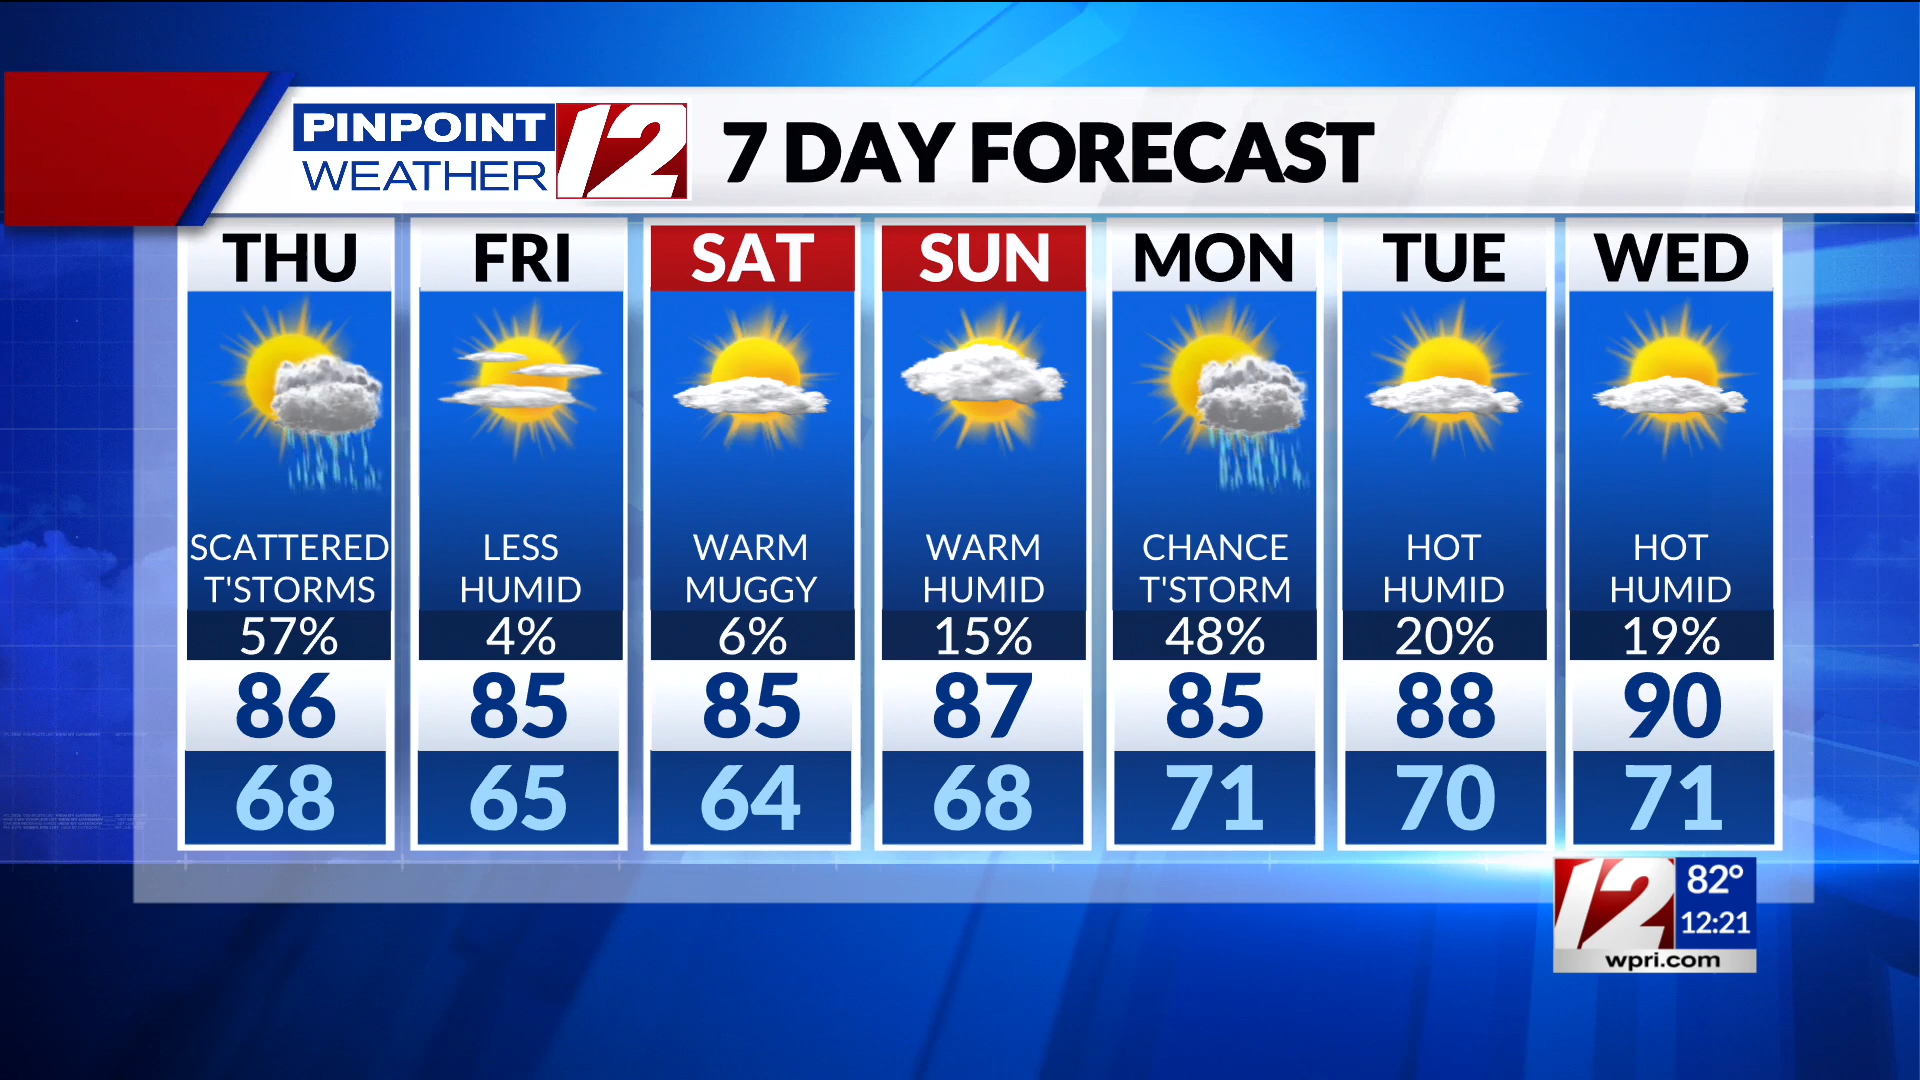 PINPOINT
WEATHER
12
7 DAY FORECAST
THU FRI SAT SUN MON TUE WED
SCATTERED LESS WARM WARM CHANCE HOT HOT
T'STORMS HUMID MUGGY HUMID T'STORM HUMID HUMID
57% 4% 6% 15% 48% 20% 19%
86 85 85 87 85 88 90
68 65 64 68 71 70 71
12
82°
12:21
wpri.com